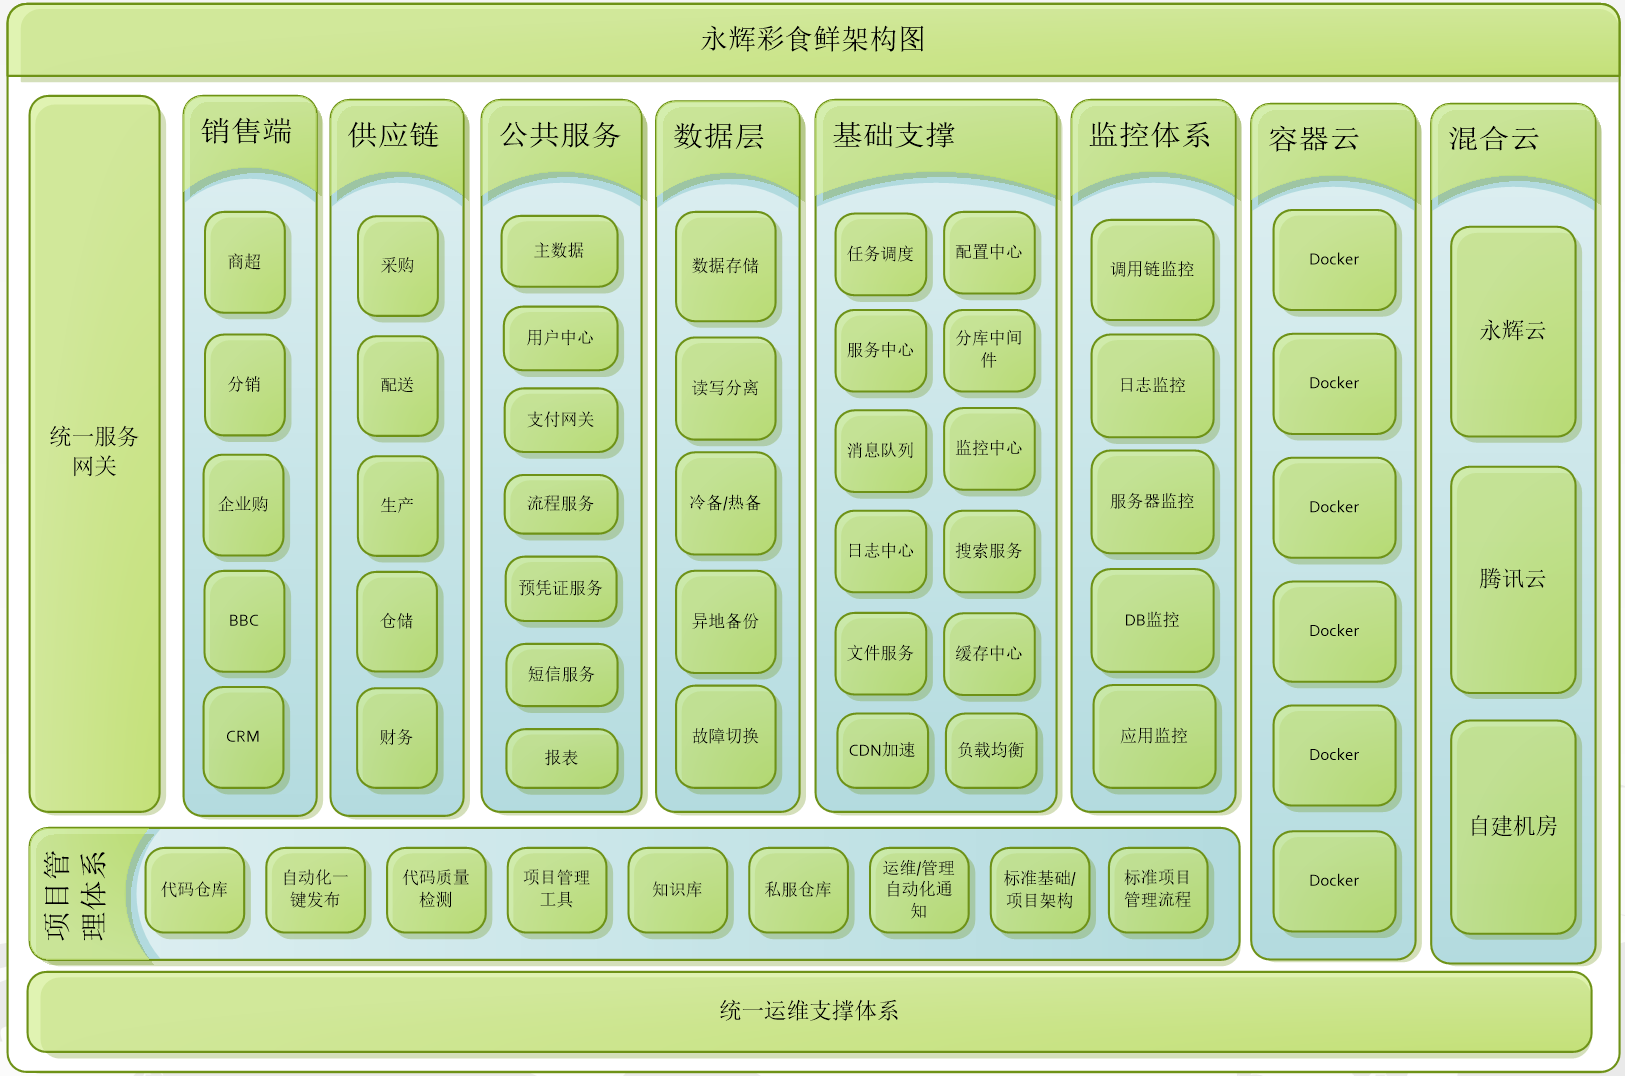 永辉彩食鲜架构图
统一服务
网关
销售端
商超
分销
企业购
BBC
CRM
供应链
采购
配送
生产
仓储
财务
公共服务
主数据
用户中心
支付网关
流程服务
预凭证服务
短信服务
报表
数据层
数据存储
读写分离
冷备/热备
异地备份
故障切换
基础支撑
任务调度
配置中心
服务中心
分库中间
件
消息队列
监控中心
日志中心
搜索服务
文件服务
缓存中心
CDN加速
负载均衡
监控体系
调用链监控
日志监控
服务器监控
DB监控
应用监控
容器云
Docker
Docker
Docker
Docker
Docker
Docker
混合云
永辉云
腾讯云
自建机房
项目管
理体系
代码仓库
自动化一
键发布
代码质量
检测
项目管理
工具
知识库
私服仓库
运维/管理
自动化通
知
标准基础/
项目架构
标准项目
管理流程
统一运维支撑体系